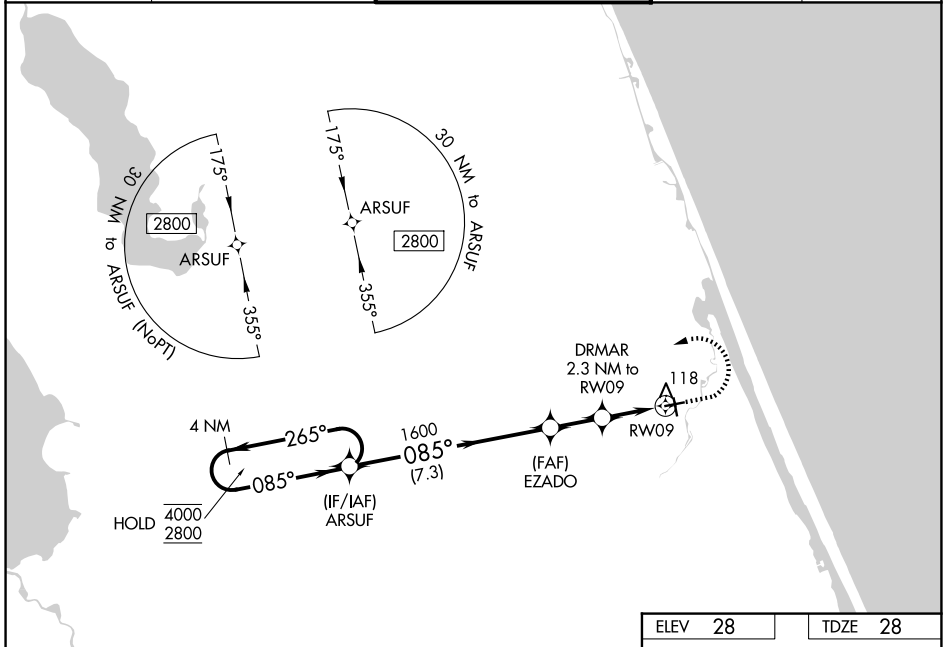 175°
30 NM to ARSUF (NoPT)
2800
ARSUF
355°
175°
30 NM to ARSUF
ARSUF
2800
355°
DRMAR
2.3 NM to
RW09
118
RW09
4 NM
265°
1600
085°
(7.3)
085°
(FAF)
EZADO
(IF/IAF)
ARSUF
HOLD 4000
2800
ELEV 28
TDZE 28